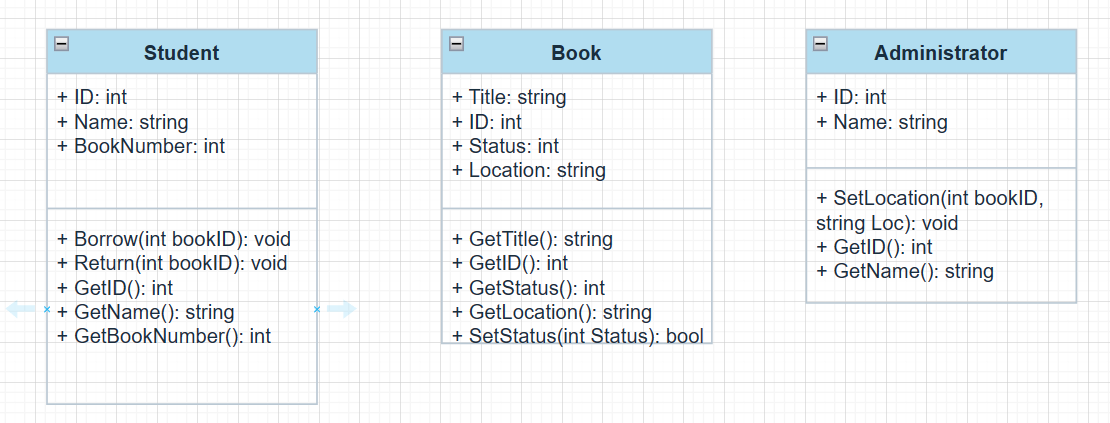 Student
+ ID: int
+ Name: string
+ BookNumber: int
+ Borrow(int bookID): void
+ Return(int bookID): void
+ GetID(): int
+ GetName(): string
+ GetBookNumber(): int
Book
+ Title: string
+ ID: int
+ Status: int
+ Location: string
+ GetTitle(): string
+ GetID(): int
+ GetStatus(): int
+ GetLocation(): string
+ SetStatus(int Status): bool
Administrator
+ ID: int
+ Name: string
+ SetLocation(int bookID,
string Loc): void
+ GetID(): int
+ GetName(): string